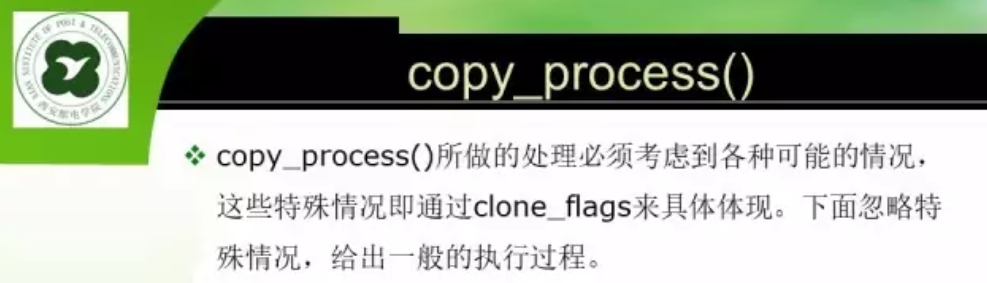 copy_process()
copy_process()所做的处理必须考虑到各种可能的情况，
这些特殊情况即通过clone_flags来具体体现。下面忽略特
殊情况，给出一般的执行过程。
XIAN INSTITUTE OF POST & TELECOMMUNICATIONS
西安邮电学院